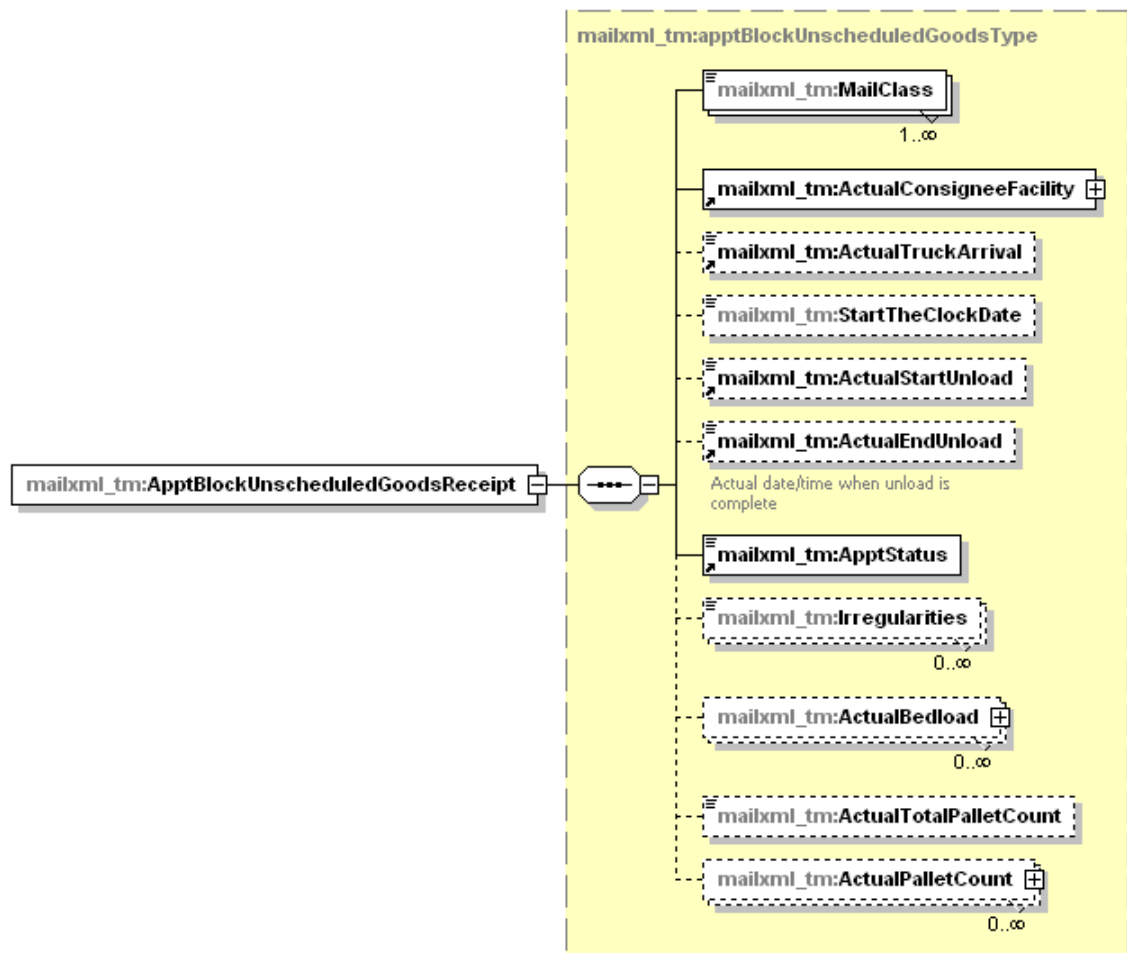 mailxml_tm:apptBlockUnscheduledGoodsType
mailxml_tm:MailClass
1..∞
mailxml_tm:ActualConsigneeFacility
mailxml_tm:ActualTruckArrival
mailxml_tm:StartTheClockDate
mailxml_tm:ActualStartUnload
mailxml_tm:ActualEndUnload
Actual date/time when unload is
complete
mailxml_tm:ApptBlockUnscheduledGoodsReceipt
mailxml_tm:ApptStatus
mailxml_tm:Irregularities
0..∞
mailxml_tm:ActualBedload
0..∞
mailxml_tm:ActualTotalPalletCount
mailxml_tm:ActualPalletCount
0..∞